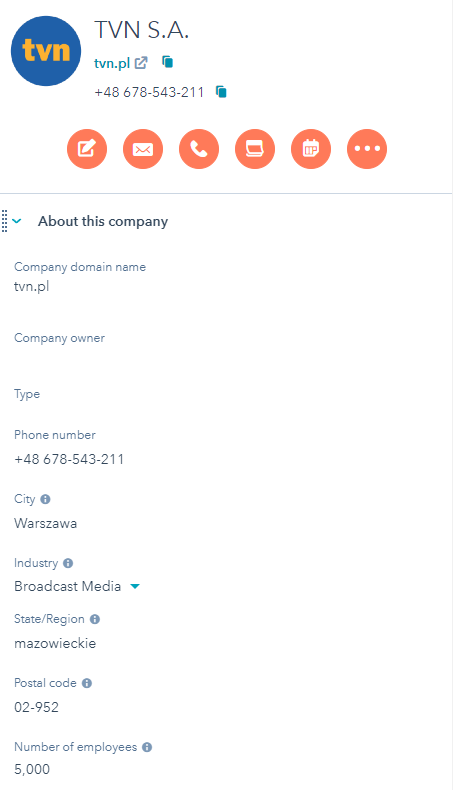 tvn
TVN S.A.
tvn.pl
+48 678-543-211
About this company
Company domain name
tvn.pl
Company owner
Type
Phone number
+48 678-543-211
City
Warszawa
Industry
Broadcast Media
State/Region
mazowieckie
Postal code
02-952
Number of employees
5,000